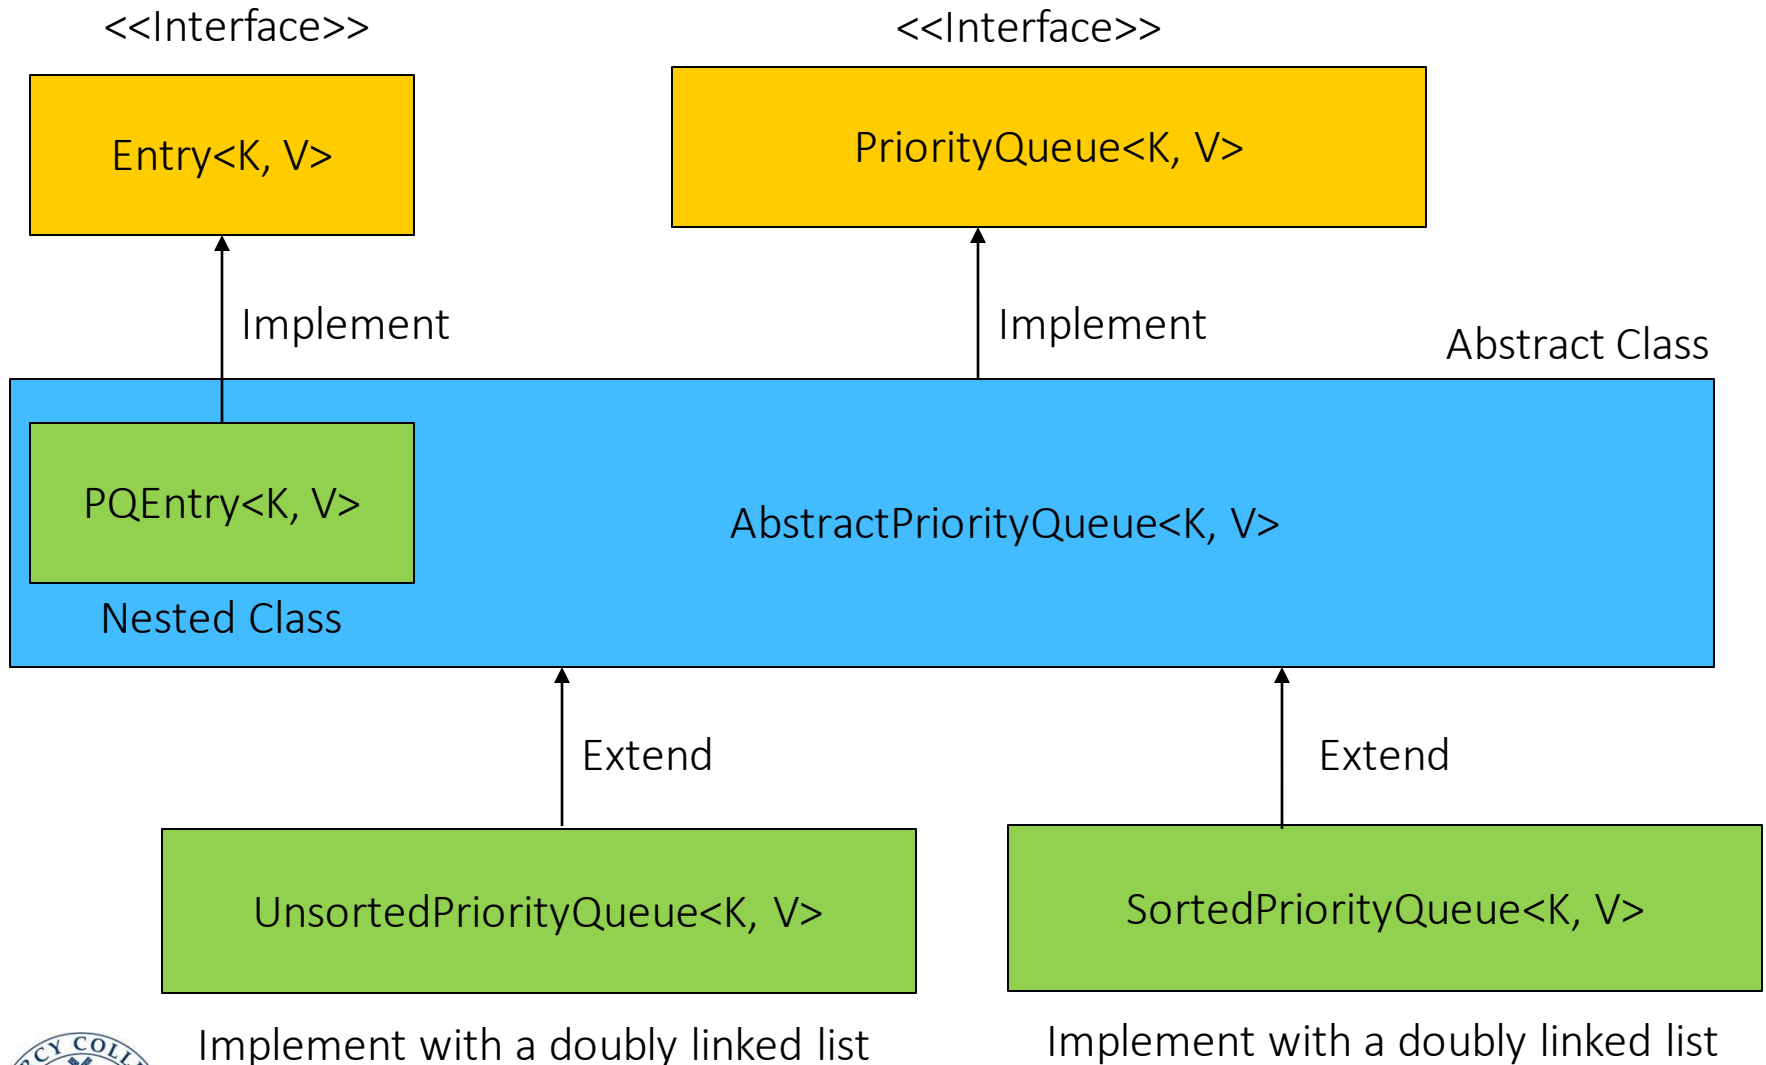 <<Interface>>
<<Interface>>
Entry<K, V>
PriorityQueue<K, V>
Implement
Implement
Abstract Class
PQEntry<K, V>
AbstractPriorityQueue<K, V>
Nested Class
Extend
Extend
UnsortedPriorityQueue<K, V>
SortedPriorityQueue<K, V>
Implement with a doubly linked list
Implement with a doubly linked list